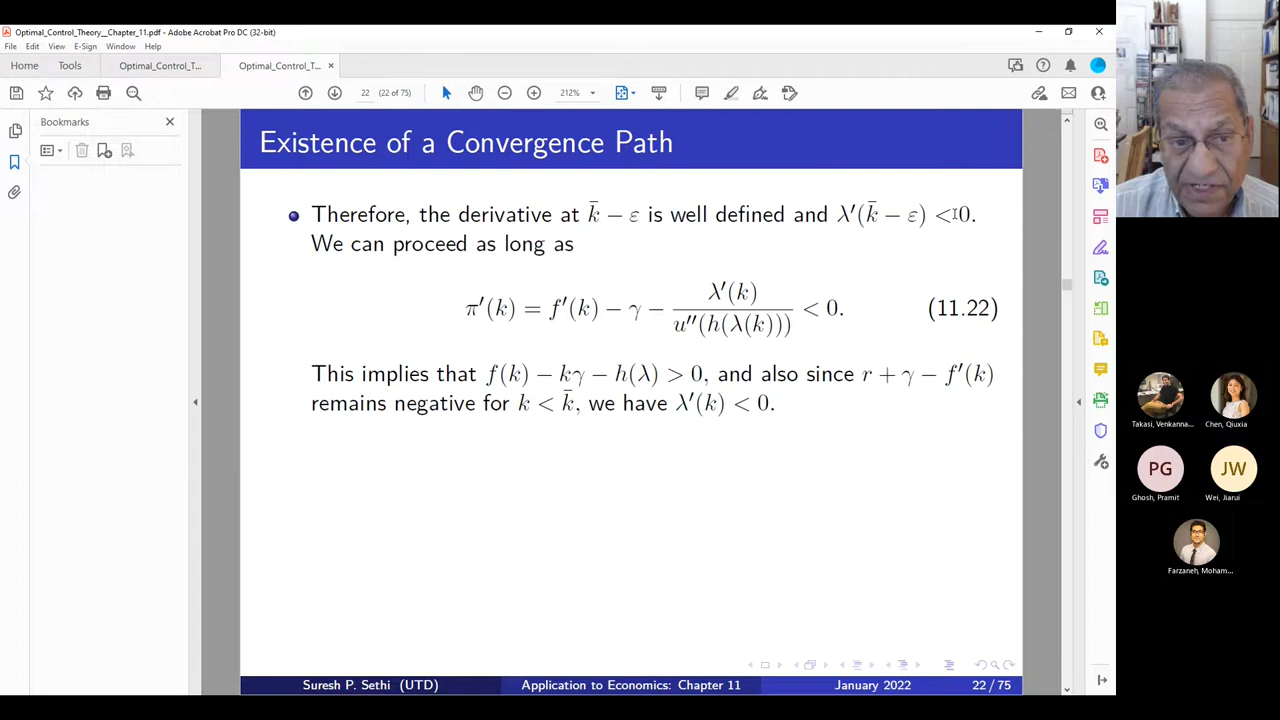 Optimal_Control_Theory__Chapter_11.pdf - Adobe Acrobat Pro DC (32-bit)
File Edit View E-Sign Window Help
Home Tools Optimal_Control_T... Optimal_Control_T... ×
22 (22 of 75) 212%
Bookmarks
Existence of a Convergence Path
Therefore, the derivative at k̄ − ε is well defined and λ′(k̄ − ε) < 0.
We can proceed as long as
π′(k) = f′(k) − γ − λ′(k) / u″(h(λ(k))) < 0. (11.22)
This implies that f(k) − kγ − h(λ) > 0, and also since r + γ − f′(k)
remains negative for k < k̄, we have λ′(k) < 0.
Suresh P. Sethi (UTD) Application to Economics: Chapter 11 January 2022 22 / 75
Takasi, Venkanna... Chen, Qiuxia
PG JW
Ghosh, Pramit Wei, Jiarui
Farzaneh, Moham...